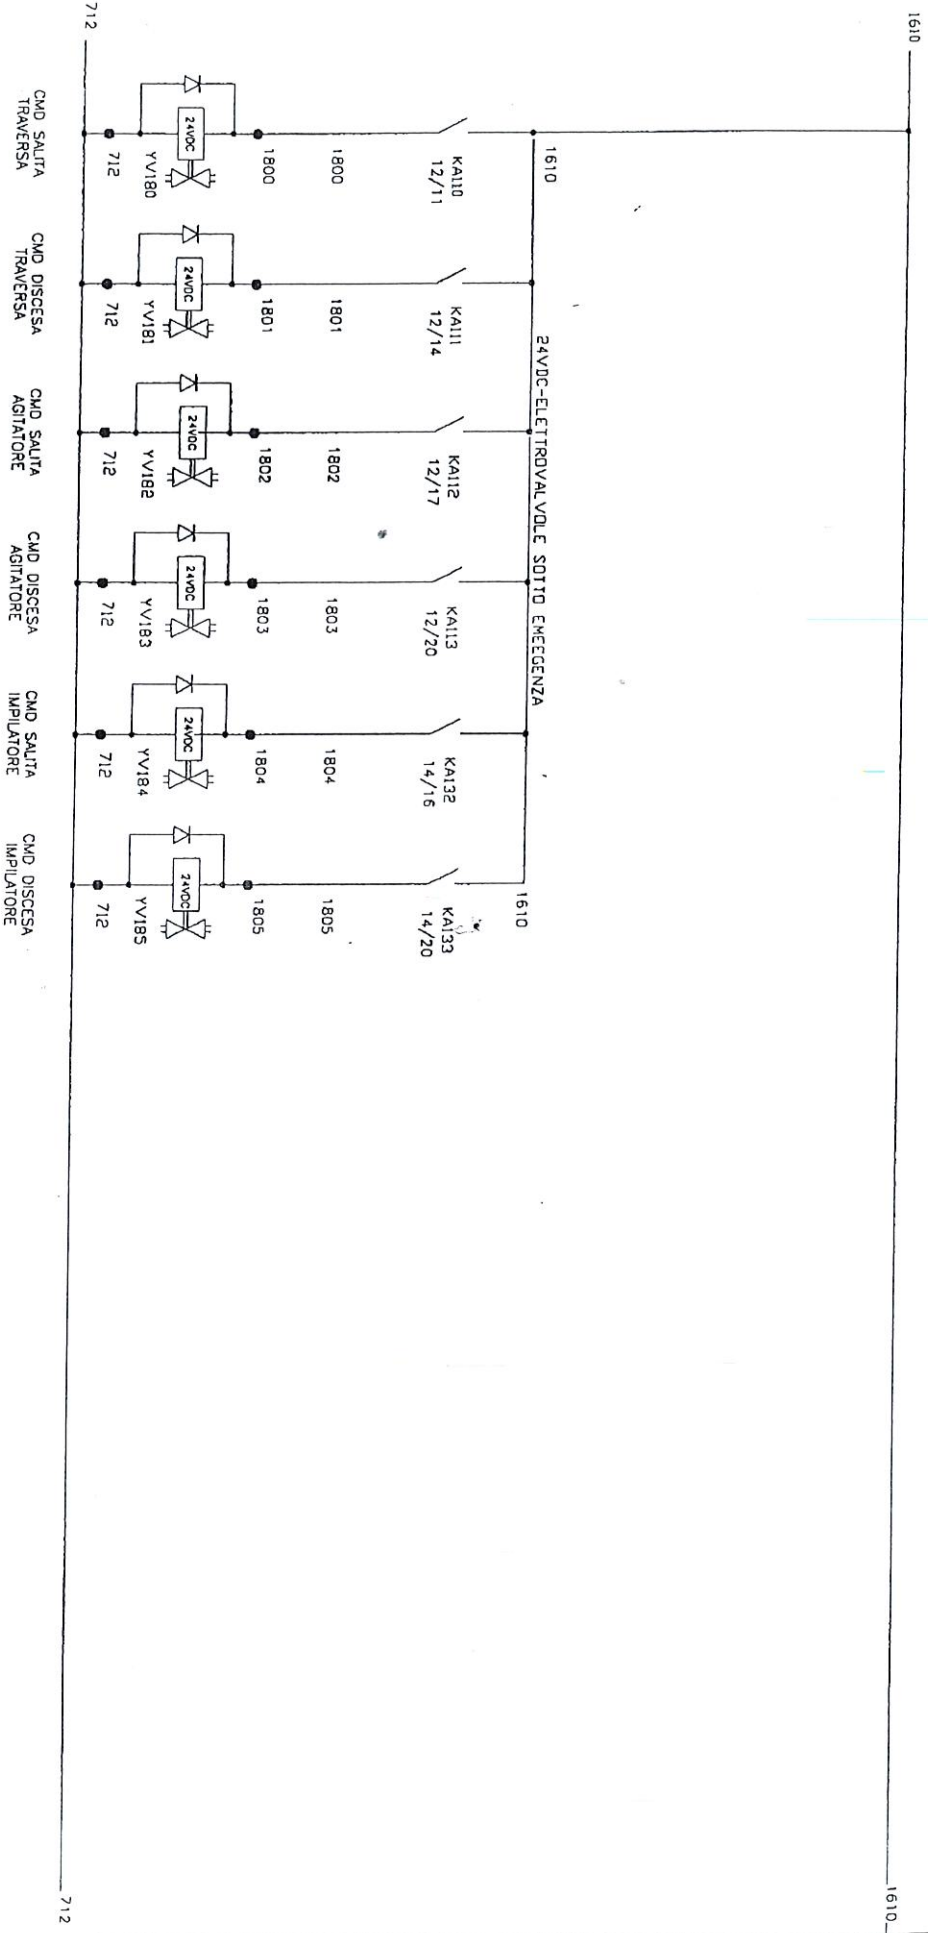 1610
1610
712
712
1610
24VDC-ELETTROVALVOLE SOTTO EMEEGENZA
1610
KA110
12/11
1800
1800
24VDC
YV180
712
CMD SALITA
TRAVERSA
KA111
12/14
1801
1801
24VDC
YV181
712
CMD DISCESA
TRAVERSA
KA112
12/17
1802
1802
24VDC
YV182
712
CMD SALITA
AGITATORE
KA113
12/20
1803
1803
24VDC
YV183
712
CMD DISCESA
AGITATORE
KA132
14/16
1804
1804
24VDC
YV184
712
CMD SALITA
IMPILATORE
KA133
14/20
1805
1805
24VDC
YV185
712
CMD DISCESA
IMPILATORE